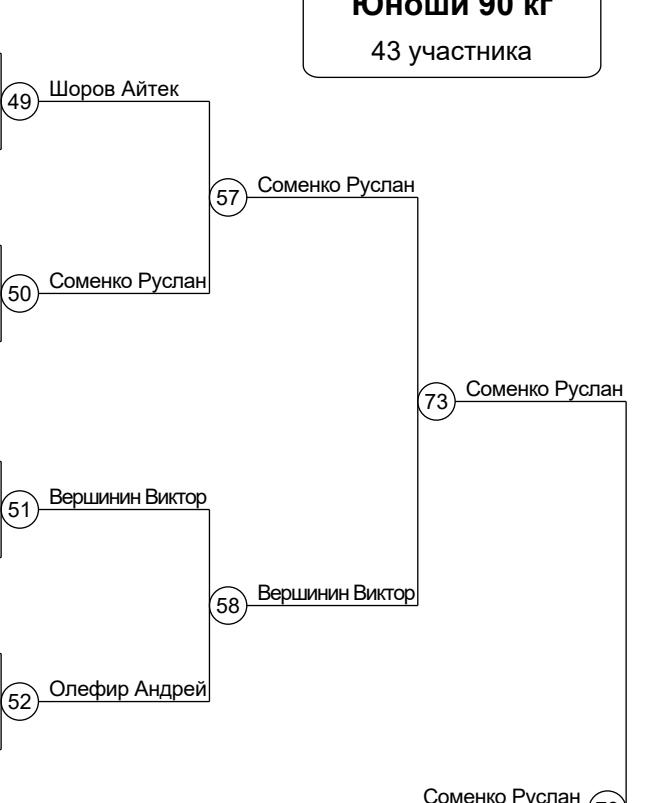 Юноши 90 кг
43 участника
49 Шоров Айтек
57 Соменко Руслан
50 Соменко Руслан
73 Соменко Руслан
51 Вершинин Виктор
58 Вершинин Виктор
52 Олефир Андрей
Соменко Руслан